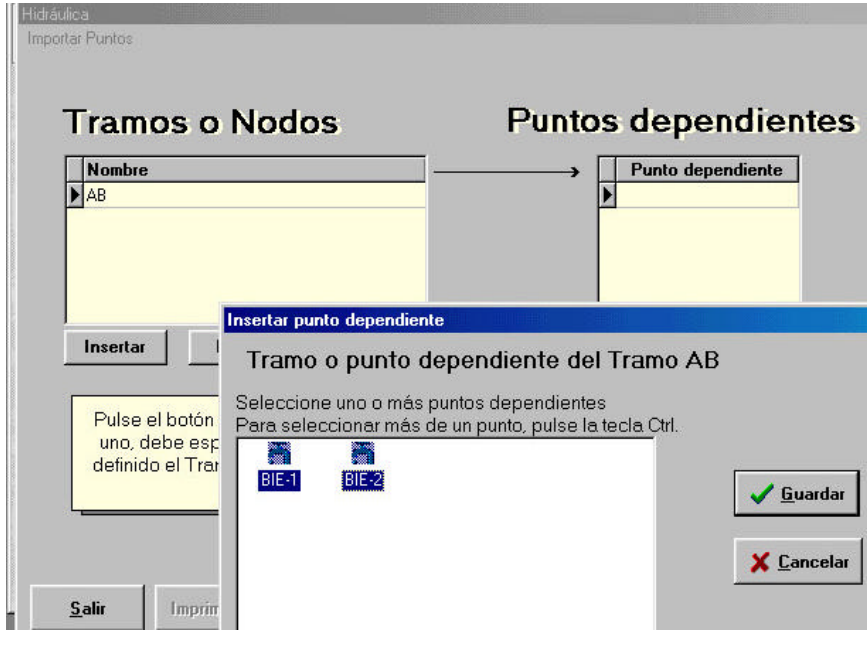 Hidráulica
Importar Puntos
Tramos o Nodos
Puntos dependientes
Nombre
Punto dependiente
AB
Insertar
Insertar punto dependiente
Tramo o punto dependiente del Tramo AB
Seleccione uno o más puntos dependientes
Para seleccionar más de un punto, pulse la tecla Ctrl.
Pulse el botón
uno, debe esp
definido el Tra
BIE-1
BIE-2
Guardar
Cancelar
Salir
Imprim